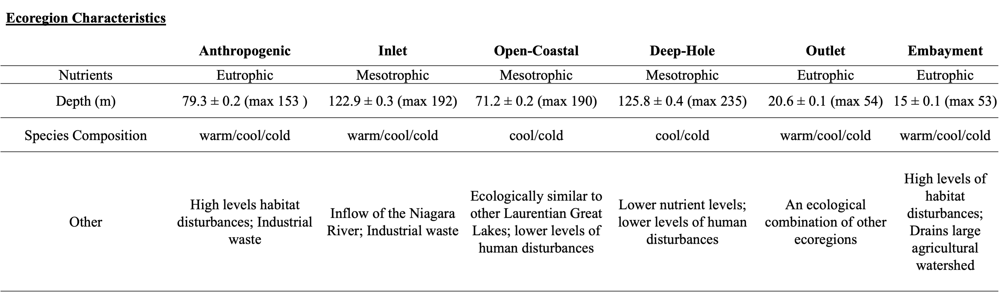 Ecoregion Characteristics
Anthropogenic Inlet Open-Coastal Deep-Hole Outlet Embayment
Nutrients Eutrophic Mesotrophic Mesotrophic Mesotrophic Eutrophic Eutrophic
Depth (m) 79.3 ± 0.2 (max 153 ) 122.9 ± 0.3 (max 192) 71.2 ± 0.2 (max 190) 125.8 ± 0.4 (max 235) 20.6 ± 0.1 (max 54) 15 ± 0.1 (max 53)
Species Composition warm/cool/cold warm/cool/cold cool/cold cool/cold warm/cool/cold warm/cool/cold
Other
High levels habitat
disturbances; Industrial
waste
Inflow of the Niagara
River; Industrial waste
Ecologically similar to
other Laurentian Great
Lakes; lower levels of
human disturbances
Lower nutrient levels;
lower levels of human
disturbances
An ecological
combination of other
ecoregions
High levels of
habitat
disturbances;
Drains large
agricultural
watershed